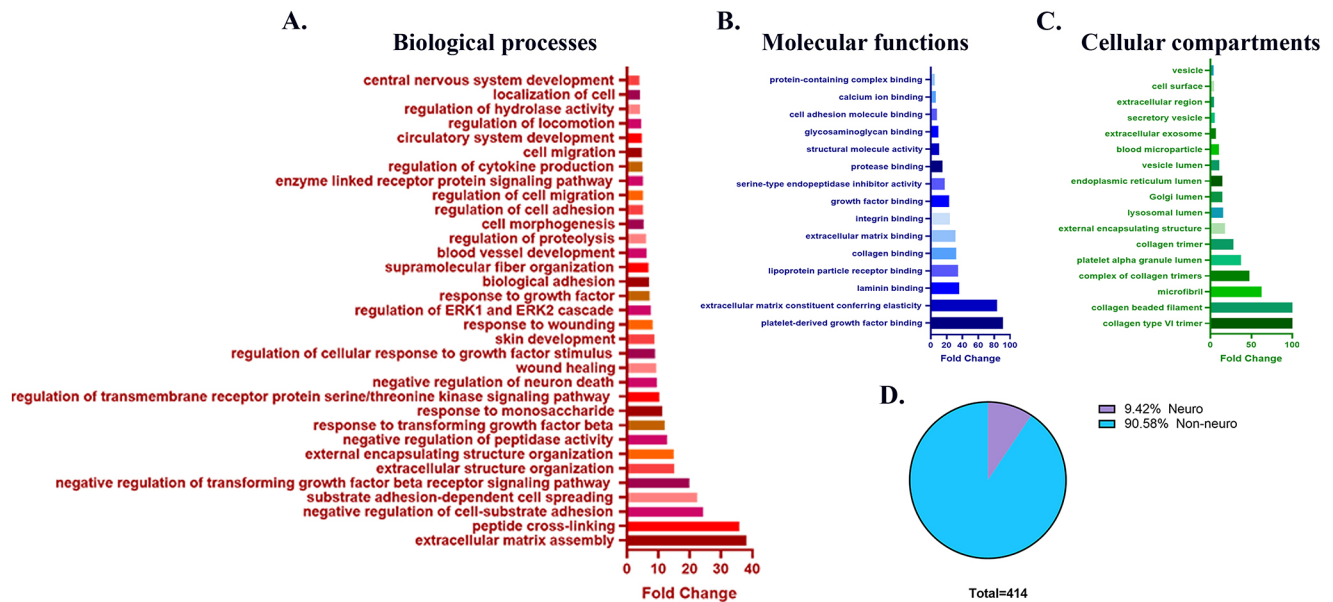 A.
Biological processes
central nervous system development
localization of cell
regulation of hydrolase activity
regulation of locomotion
circulatory system development
cell migration
regulation of cytokine production
enzyme linked receptor protein signaling pathway
regulation of cell migration
regulation of cell adhesion
cell morphogenesis
regulation of proteolysis
blood vessel development
supramolecular fiber organization
biological adhesion
response to growth factor
regulation of ERK1 and ERK2 cascade
response to wounding
skin development
regulation of cellular response to growth factor stimulus
wound healing
negative regulation of neuron death
regulation of transmembrane receptor protein serine/threonine kinase signaling pathway
response to monosaccharide
response to transforming growth factor beta
negative regulation of peptidase activity
external encapsulating structure organization
extracellular structure organization
negative regulation of transforming growth factor beta receptor signaling pathway
substrate adhesion-dependent cell spreading
negative regulation of cell-substrate adhesion
peptide cross-linking
extracellular matrix assembly
0 10 20 30 40
Fold Change
B.
Molecular functions
protein-containing complex binding
calcium ion binding
cell adhesion molecule binding
glycosaminoglycan binding
structural molecule activity
protease binding
serine-type endopeptidase inhibitor activity
growth factor binding
integrin binding
extracellular matrix binding
collagen binding
lipoprotein particle receptor binding
laminin binding
extracellular matrix constituent conferring elasticity
platelet-derived growth factor binding
0 20 40 60 80 100
Fold Change
C.
Cellular compartments
vesicle
cell surface
extracellular region
secretory vesicle
extracellular exosome
blood microparticle
vesicle lumen
endoplasmic reticulum lumen
Golgi lumen
lysosomal lumen
external encapsulating structure
collagen trimer
platelet alpha granule lumen
complex of collagen trimers
microfibril
collagen beaded filament
collagen type VI trimer
0 50 100
Fold Change
D.
9.42% Neuro
90.58% Non-neuro
Total=414